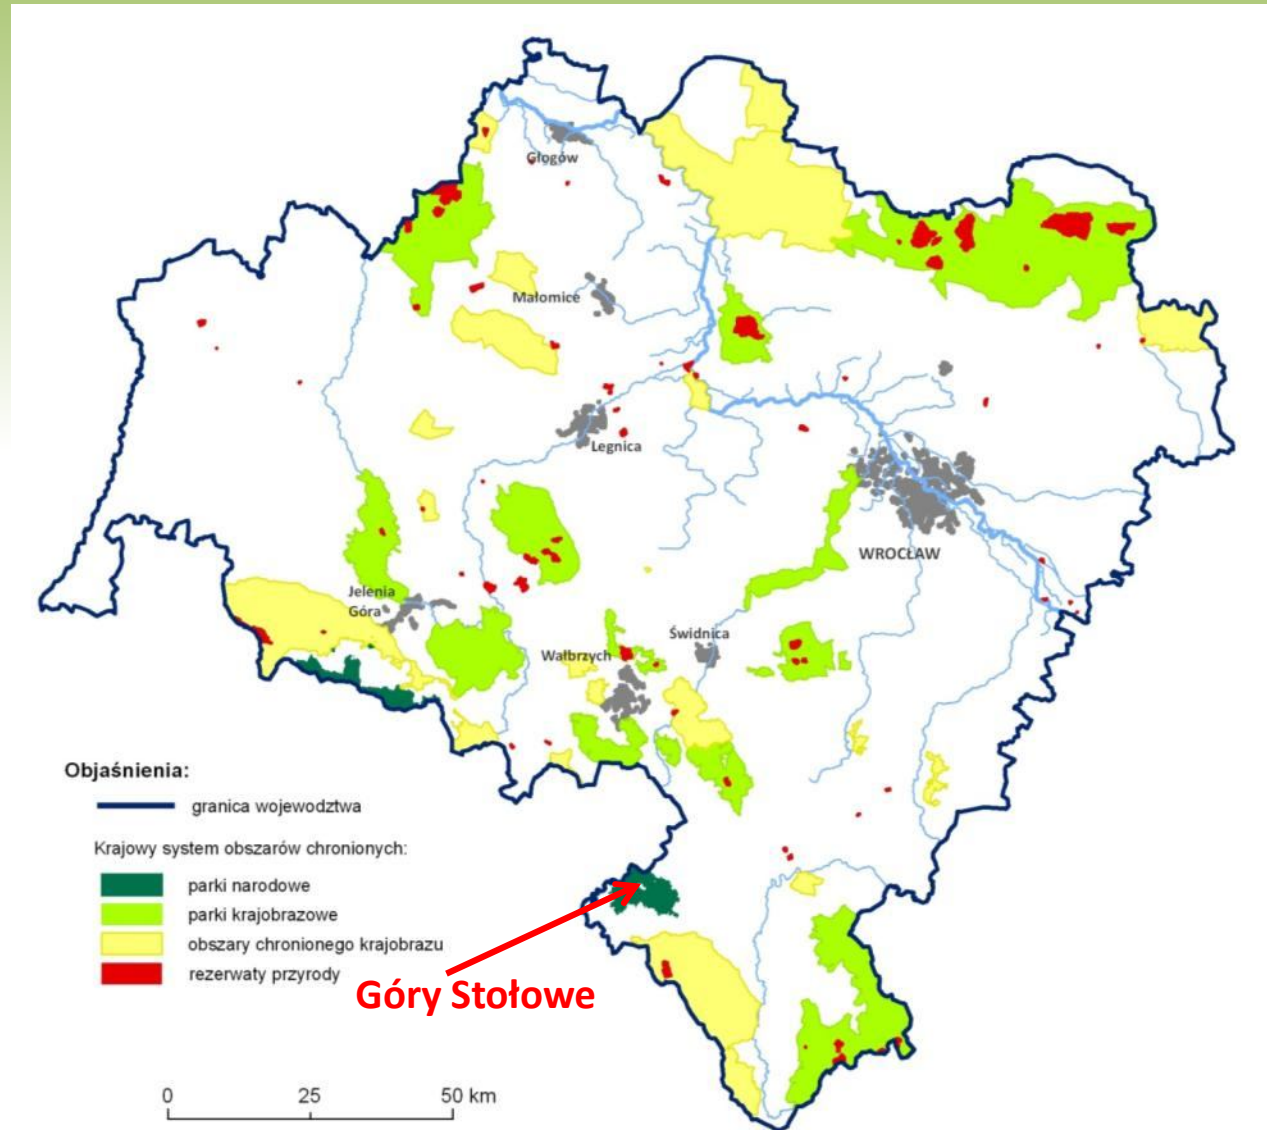 Głogów
Małomice
Legnica
WROCŁAW
Jelenia
Góra
Świdnica
Wałbrzych
Objaśnienia:
granica wojewodztwa
Krajowy system obszarów chronionych:
parki narodowe
parki krajobrazowe
obszary chronionego krajobrazu
rezerwaty przyrody
Góry Stołowe
0 25 50 km